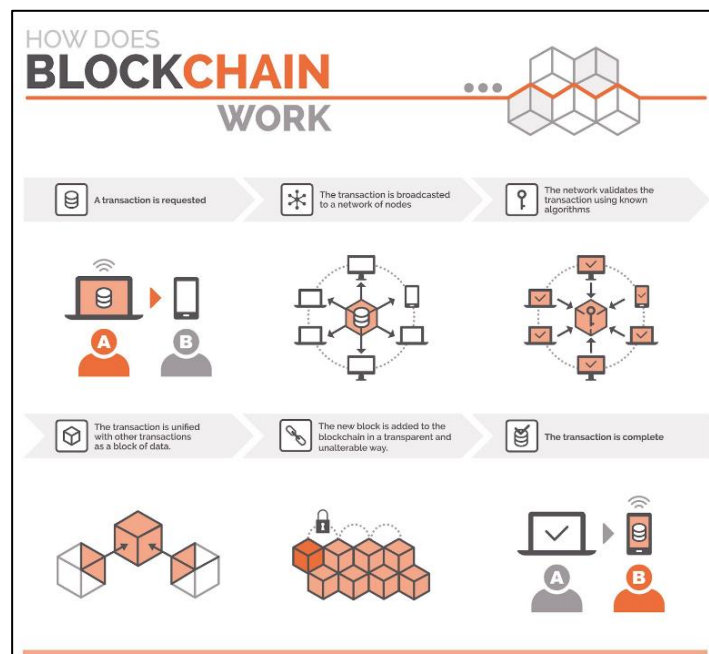 HOW DOES
BLOCKCHAIN
WORK
A transaction is requested
The transaction is broadcasted
to a network of nodes
The network validates the
transaction using known
algorithms
A
B
The transaction is unified
with other transactions
as a block of data.
The new block is added to the
blockchain in a transparent and
unalterable way.
The transaction is complete
A
B